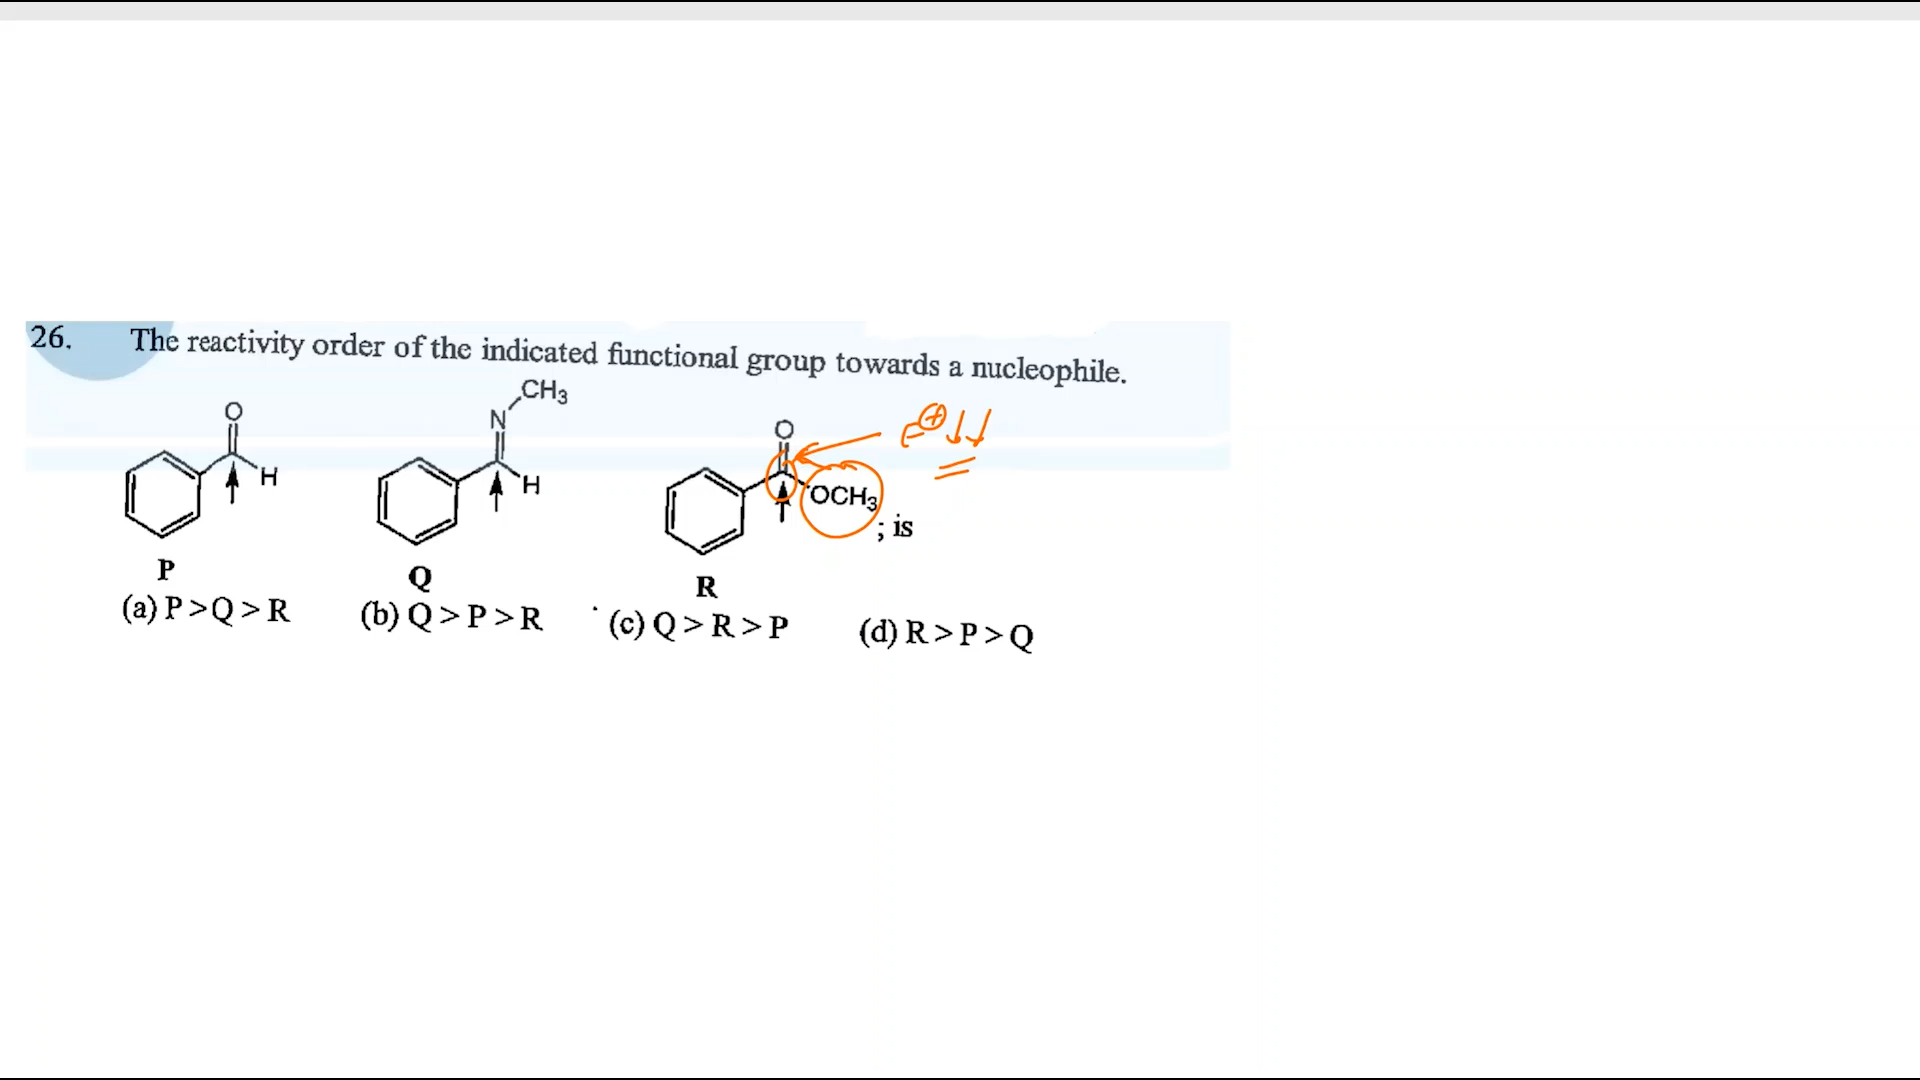 26. The reactivity order of the indicated functional group towards a nucleophile.
O
H
P
N
CH3
H
Q
O
OCH3
; is
R
E⊕↓↓
(a) P > Q > R (b) Q > P > R (c) Q > R > P (d) R > P > Q